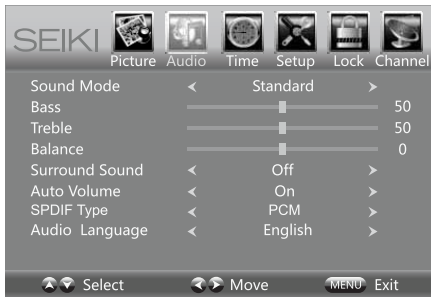 SEIKI
Picture Audio Time Setup Lock Channel
Sound Mode Standard
Bass 50
Treble 50
Balance 0
Surround Sound Off
Auto Volume On
SPDIF Type PCM
Audio Language English
Select Move MENU Exit